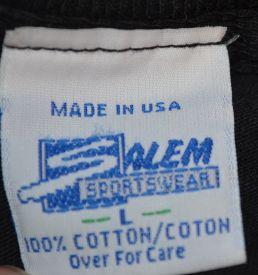 MADE IN USA
SALEM
SPORTSWEAR
L
100% COTTON/COTON
Over For Care